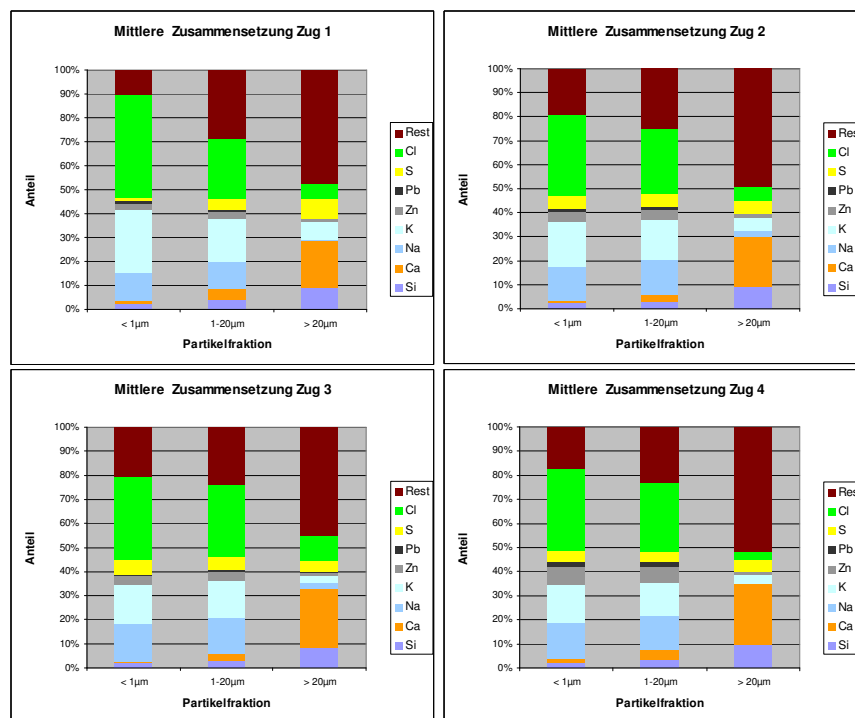 Mittlere Zusammensetzung Zug 1
100%
90%
80%
70%
60%
50%
40%
30%
20%
10%
0%
Anteil
< 1µm
1-20µm
> 20µm
Partikelfraktion
Rest
Cl
S
Pb
Zn
K
Na
Ca
Si
Mittlere Zusammensetzung Zug 2
100%
90%
80%
70%
60%
50%
40%
30%
20%
10%
0%
Anteil
< 1µm
1-20µm
> 20µm
Partikelfraktion
Rest
Cl
S
Pb
Zn
K
Na
Ca
Si
Mittlere Zusammensetzung Zug 3
100%
90%
80%
70%
60%
50%
40%
30%
20%
10%
0%
Anteil
< 1µm
1-20µm
> 20µm
Partikelfraktion
Rest
Cl
S
Pb
Zn
K
Na
Ca
Si
Mittlere Zusammensetzung Zug 4
100%
90%
80%
70%
60%
50%
40%
30%
20%
10%
0%
Anteil
< 1µm
1-20µm
> 20µm
Partikelfraktion
Rest
Cl
S
Pb
Zn
K
Na
Ca
Si